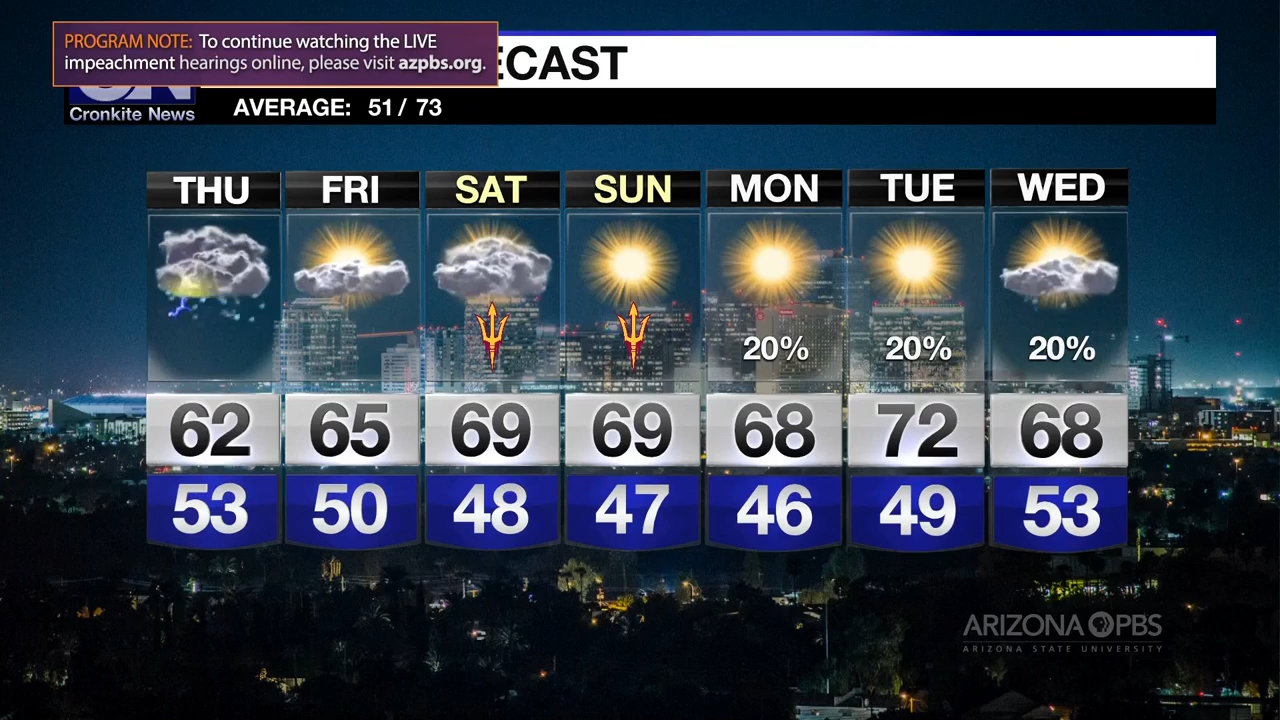 PROGRAM NOTE: To continue watching the LIVE
impeachment hearings online, please visit azpbs.org.
ECAST
Cronkite News
AVERAGE: 51 / 73
THU FRI SAT SUN MON TUE WED
20% 20% 20%
62 65 69 69 68 72 68
53 50 48 47 46 49 53
ARIZONA PBS
ARIZONA STATE UNIVERSITY